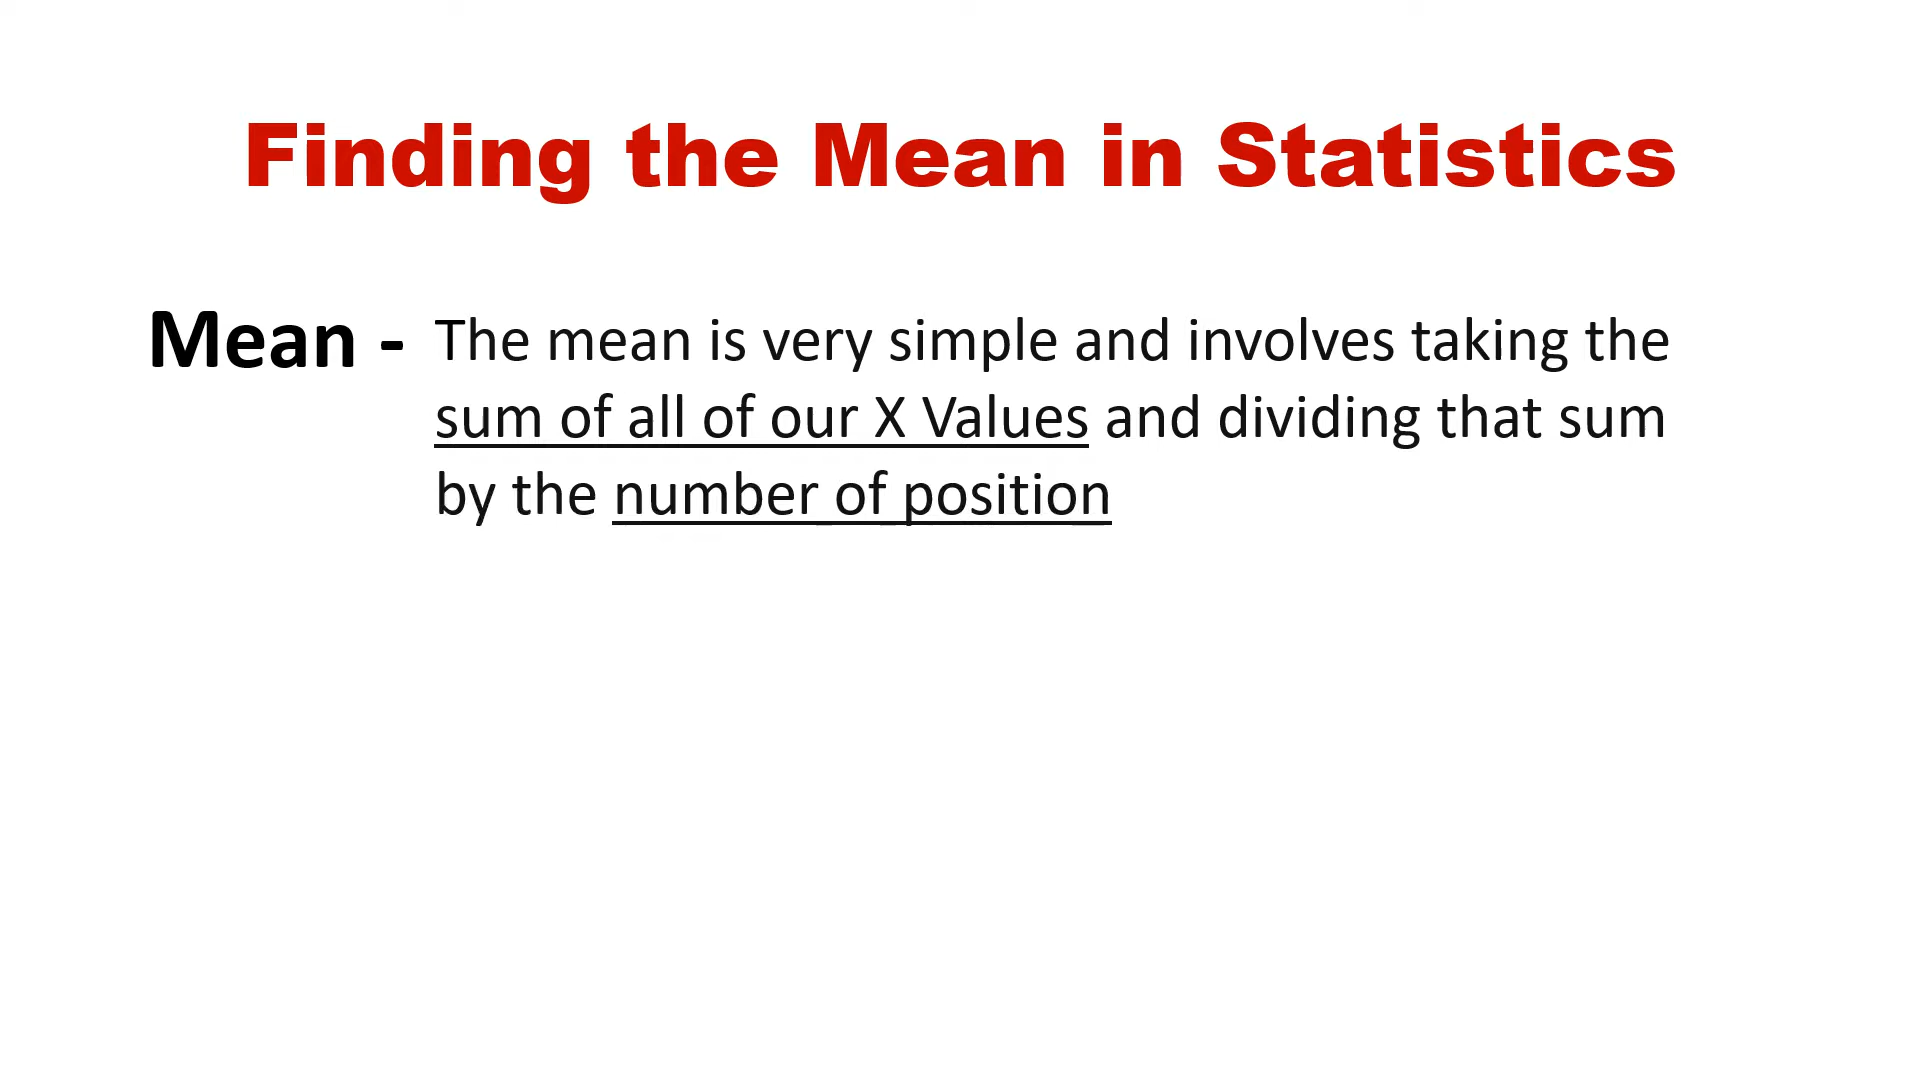 Finding the Mean in Statistics
Mean - The mean is very simple and involves taking the
sum of all of our X Values and dividing that sum
by the number of position